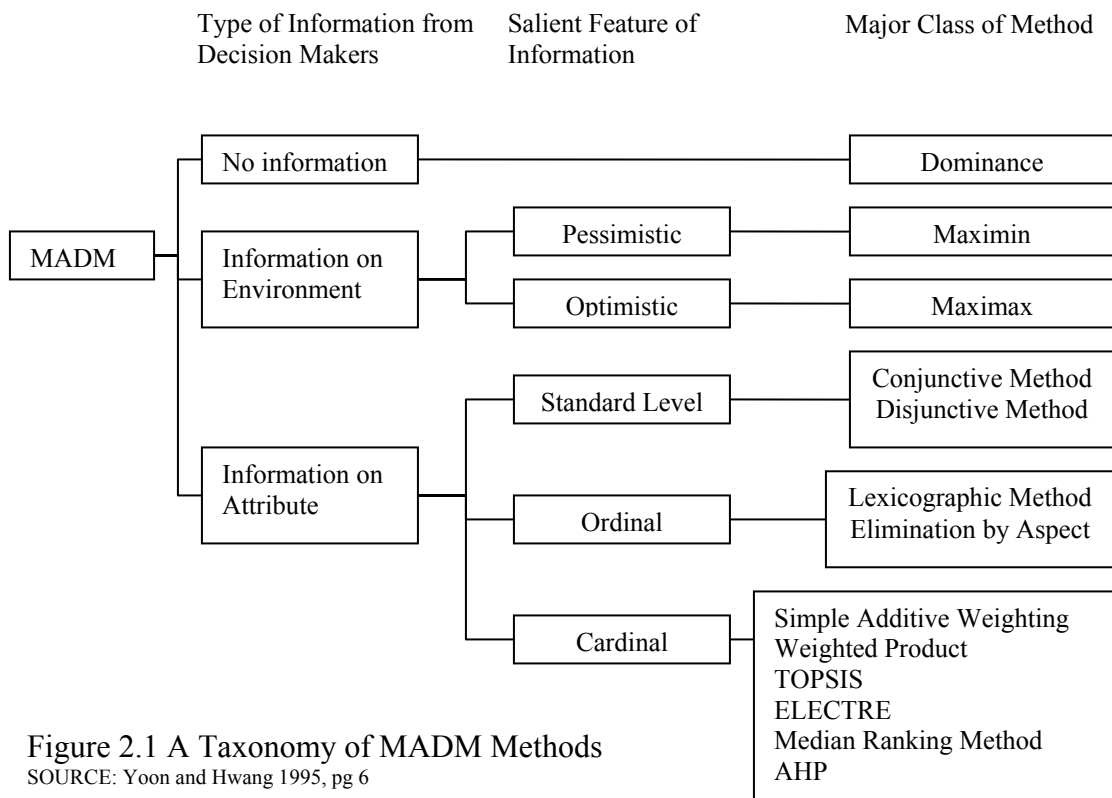 Type of Information from
Decision Makers
Salient Feature of
Information
Major Class of Method
No information
Dominance
MADM
Information on
Environment
Pessimistic
Maximin
Optimistic
Maximax
Information on
Attribute
Standard Level
Conjunctive Method
Disjunctive Method
Ordinal
Lexicographic Method
Elimination by Aspect
Cardinal
Simple Additive Weighting
Weighted Product
TOPSIS
ELECTRE
Median Ranking Method
AHP
Figure 2.1 A Taxonomy of MADM Methods
SOURCE: Yoon and Hwang 1995, pg 6